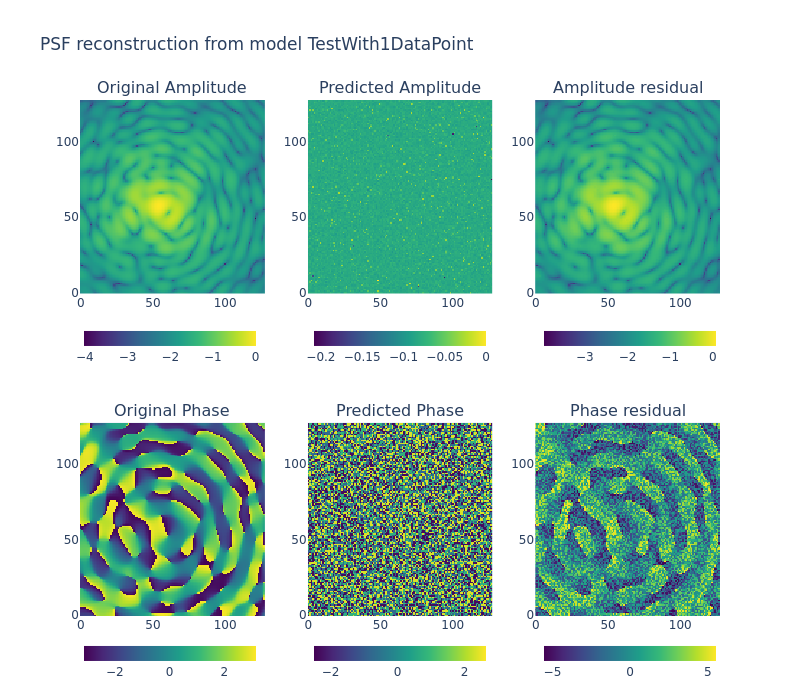 PSF reconstruction from model TestWith1DataPoint
Original Amplitude
Predicted Amplitude
Amplitude residual
100
50
0
0 50 100
100
50
0
0 50 100
100
50
0
0 50 100
−4 −3 −2 −1 0
−0.2 −0.15 −0.1 −0.05 0
−3 −2 −1 0
Original Phase
Predicted Phase
Phase residual
100
50
0
0 50 100
100
50
0
0 50 100
100
50
0
0 50 100
−2 0 2
−2 0 2
−5 0 5